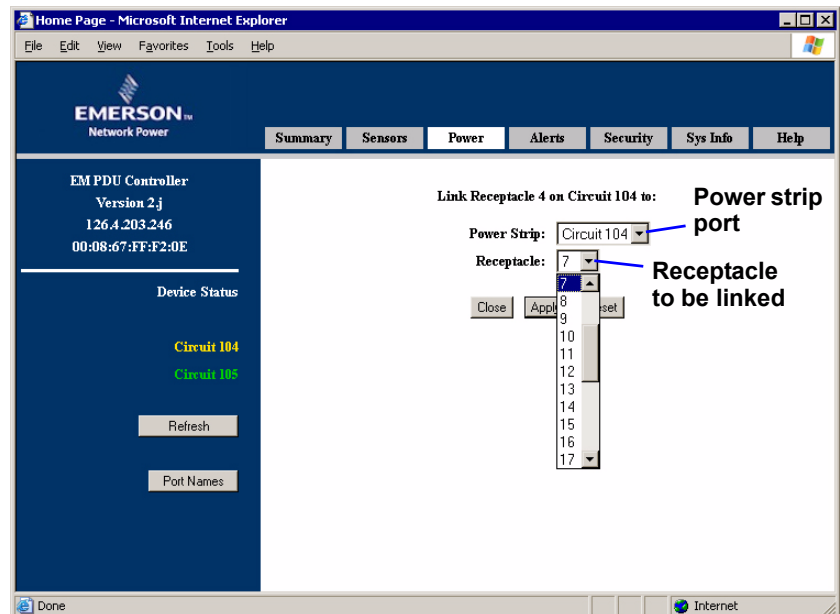 Home Page - Microsoft Internet Explorer
File Edit View Favorites Tools Help
EMERSON™
Network Power
Summary Sensors Power Alerts Security Sys Info Help
EM PDU Controller
Version 2.j
126.4.203.246
00:08:67:FF:F2:0E
Device Status
Circuit 104
Circuit 105
Refresh
Port Names
Link Receptacle 4 on Circuit 104 to:
Power Strip: Circuit 104
Receptacle: 7
7
8
9
10
11
12
13
14
15
16
17
Close
Power strip
port
Receptacle
to be linked
Done
Internet